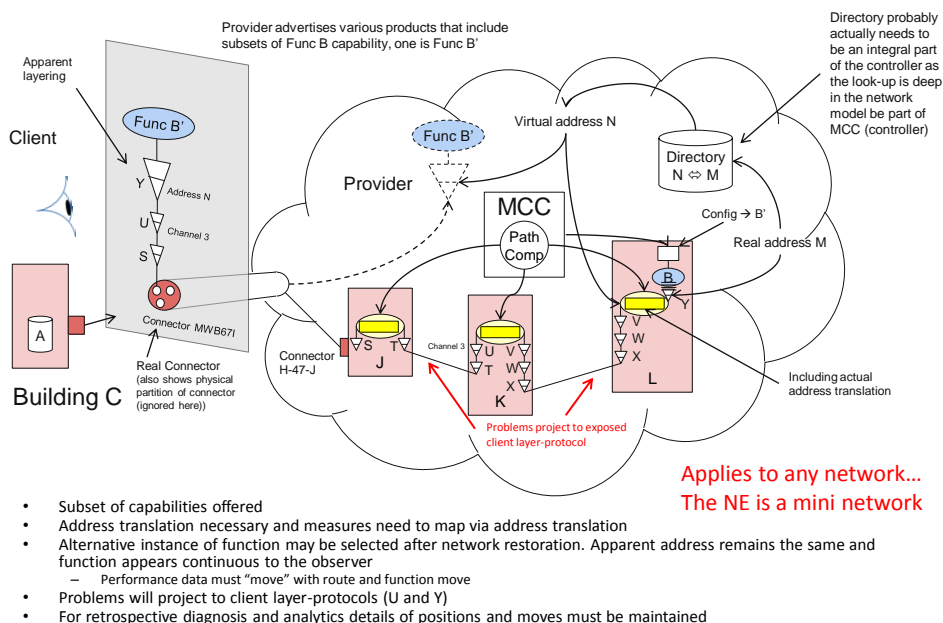 Provider advertises various products that include
subsets of Func B capability, one is Func B’
Directory probably
actually needs to
be an integral part
of the controller as
the look-up is deep
in the network
model be part of
MCC (controller)
Apparent
layering
Client
Func B’
Y
Address N
U
Channel 3
S
Connector MWB67I
A
Building C
Real Connector
(also shows physical
partition of connector
(ignored here))
Func B’
Virtual address N
Provider
Directory
N ⇔ M
MCC
Path
Comp
Config → B’
Real address M
B
Y
V
W
X
L
S
T
J
Connector
H-47-J
Channel 3
U
V
T
W
X
K
Including actual
address translation
Problems project to exposed
client layer-protocol
Applies to any network…
The NE is a mini network
• Subset of capabilities offered
• Address translation necessary and measures need to map via address translation
• Alternative instance of function may be selected after network restoration. Apparent address remains the same and
function appears continuous to the observer
– Performance data must “move” with route and function move
• Problems will project to client layer-protocols (U and Y)
• For retrospective diagnosis and analytics details of positions and moves must be maintained